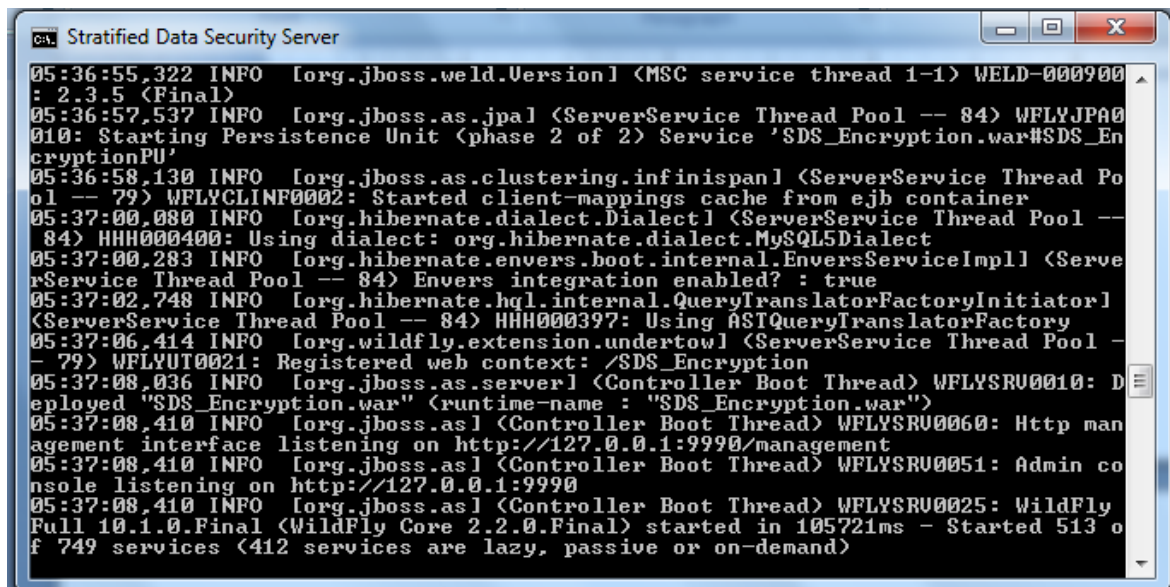 Stratified Data Security Server
05:36:55,322 INFO  [org.jboss.weld.Version] (MSC service thread 1-1) WELD-000900
: 2.3.5 (Final)
05:36:57,537 INFO  [org.jboss.as.jpa] (ServerService Thread Pool -- 84) WFLYJPA0
010: Starting Persistence Unit (phase 2 of 2) Service 'SDS_Encryption.war#SDS_En
cryptionPU'
05:36:58,130 INFO  [org.jboss.as.clustering.infinispan] (ServerService Thread Po
ol -- 79) WFLYCLINF0002: Started client-mappings cache from ejb container
05:37:00,080 INFO  [org.hibernate.dialect.Dialect] (ServerService Thread Pool --
 84) HHH000400: Using dialect: org.hibernate.dialect.MySQL5Dialect
05:37:00,283 INFO  [org.hibernate.envers.boot.internal.EnversServiceImpl] (Serve
rService Thread Pool -- 84) Envers integration enabled? : true
05:37:02,748 INFO  [org.hibernate.hql.internal.QueryTranslatorFactoryInitiator]
(ServerService Thread Pool -- 84) HHH000397: Using ASTQueryTranslatorFactory
05:37:06,414 INFO  [org.wildfly.extension.undertow] (ServerService Thread Pool -
- 79) WFLYUT0021: Registered web context: /SDS_Encryption
05:37:08,036 INFO  [org.jboss.as.server] (Controller Boot Thread) WFLYSRV0010: D
eployed "SDS_Encryption.war" (runtime-name : "SDS_Encryption.war")
05:37:08,410 INFO  [org.jboss.as] (Controller Boot Thread) WFLYSRV0060: Http man
agement interface listening on http://127.0.0.1:9990/management
05:37:08,410 INFO  [org.jboss.as] (Controller Boot Thread) WFLYSRV0051: Admin co
nsole listening on http://127.0.0.1:9990
05:37:08,410 INFO  [org.jboss.as] (Controller Boot Thread) WFLYSRV0025: WildFly
Full 10.1.0.Final (WildFly Core 2.2.0.Final) started in 105721ms - Started 513 o
f 749 services (412 services are lazy, passive or on-demand)